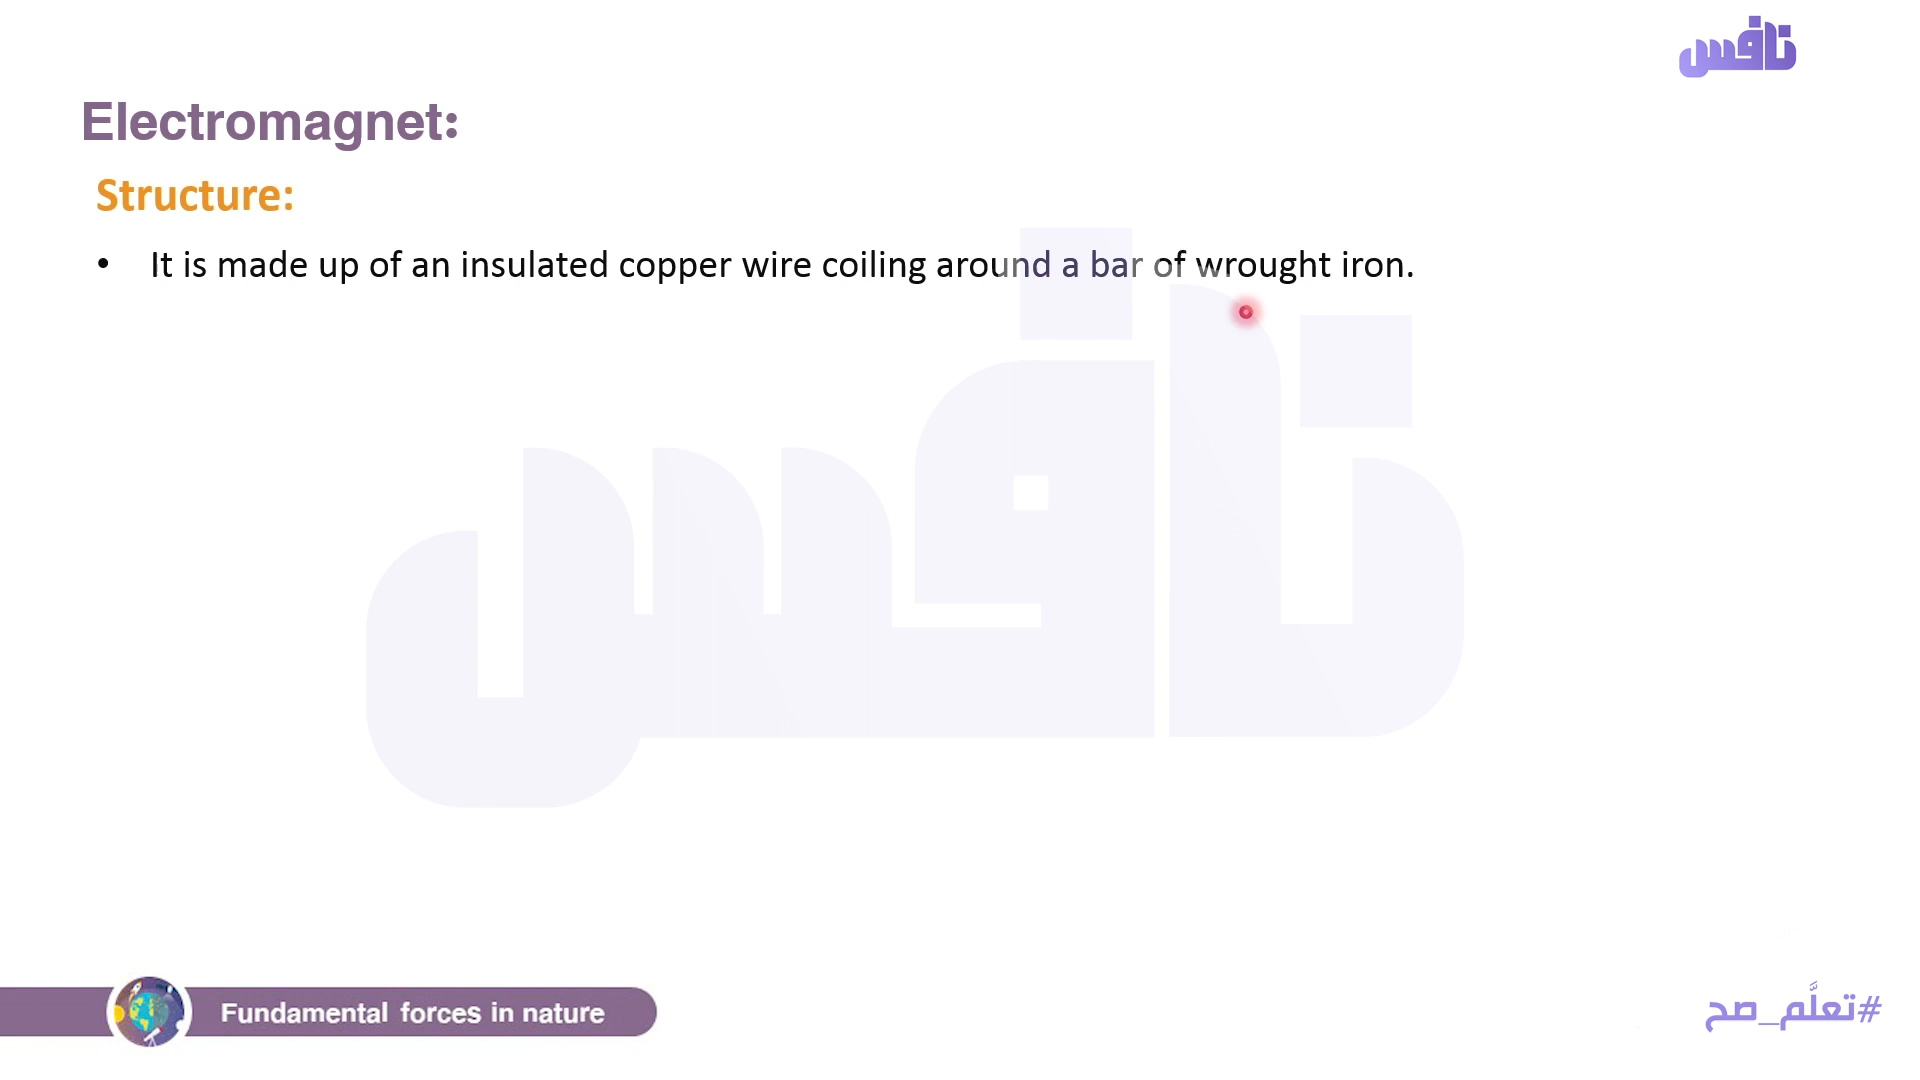 نافس
Electromagnet:
Structure:
• It is made up of an insulated copper wire coiling around a bar of wrought iron.
نافس
Fundamental forces in nature
#تعلَّم_صح